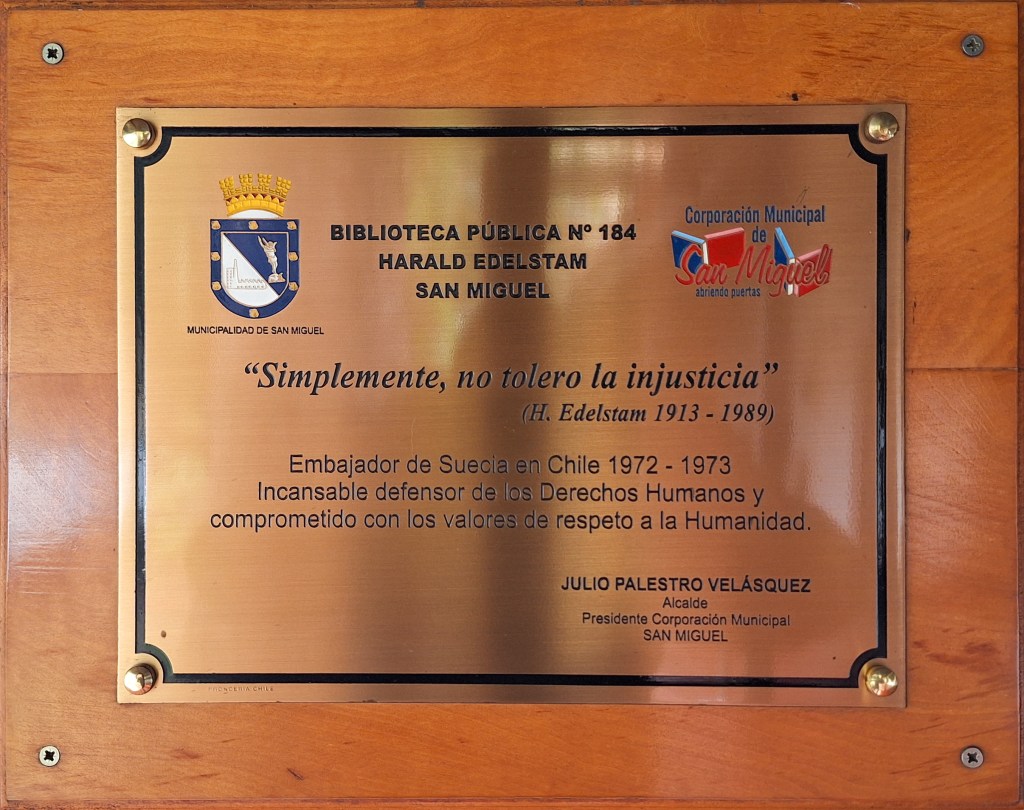 BIBLIOTECA PÚBLICA Nº 184
HARALD EDELSTAM
SAN MIGUEL
MUNICIPALIDAD DE SAN MIGUEL
Corporación Municipal
de
San Miguel
abriendo puertas
“Simplemente, no tolero la injusticia”
(H. Edelstam 1913 - 1989)
Embajador de Suecia en Chile 1972 - 1973
Incansable defensor de los Derechos Humanos y
comprometido con los valores de respeto a la Humanidad.
JULIO PALESTRO VELÁSQUEZ
Alcalde
Presidente Corporación Municipal
SAN MIGUEL
CHILE